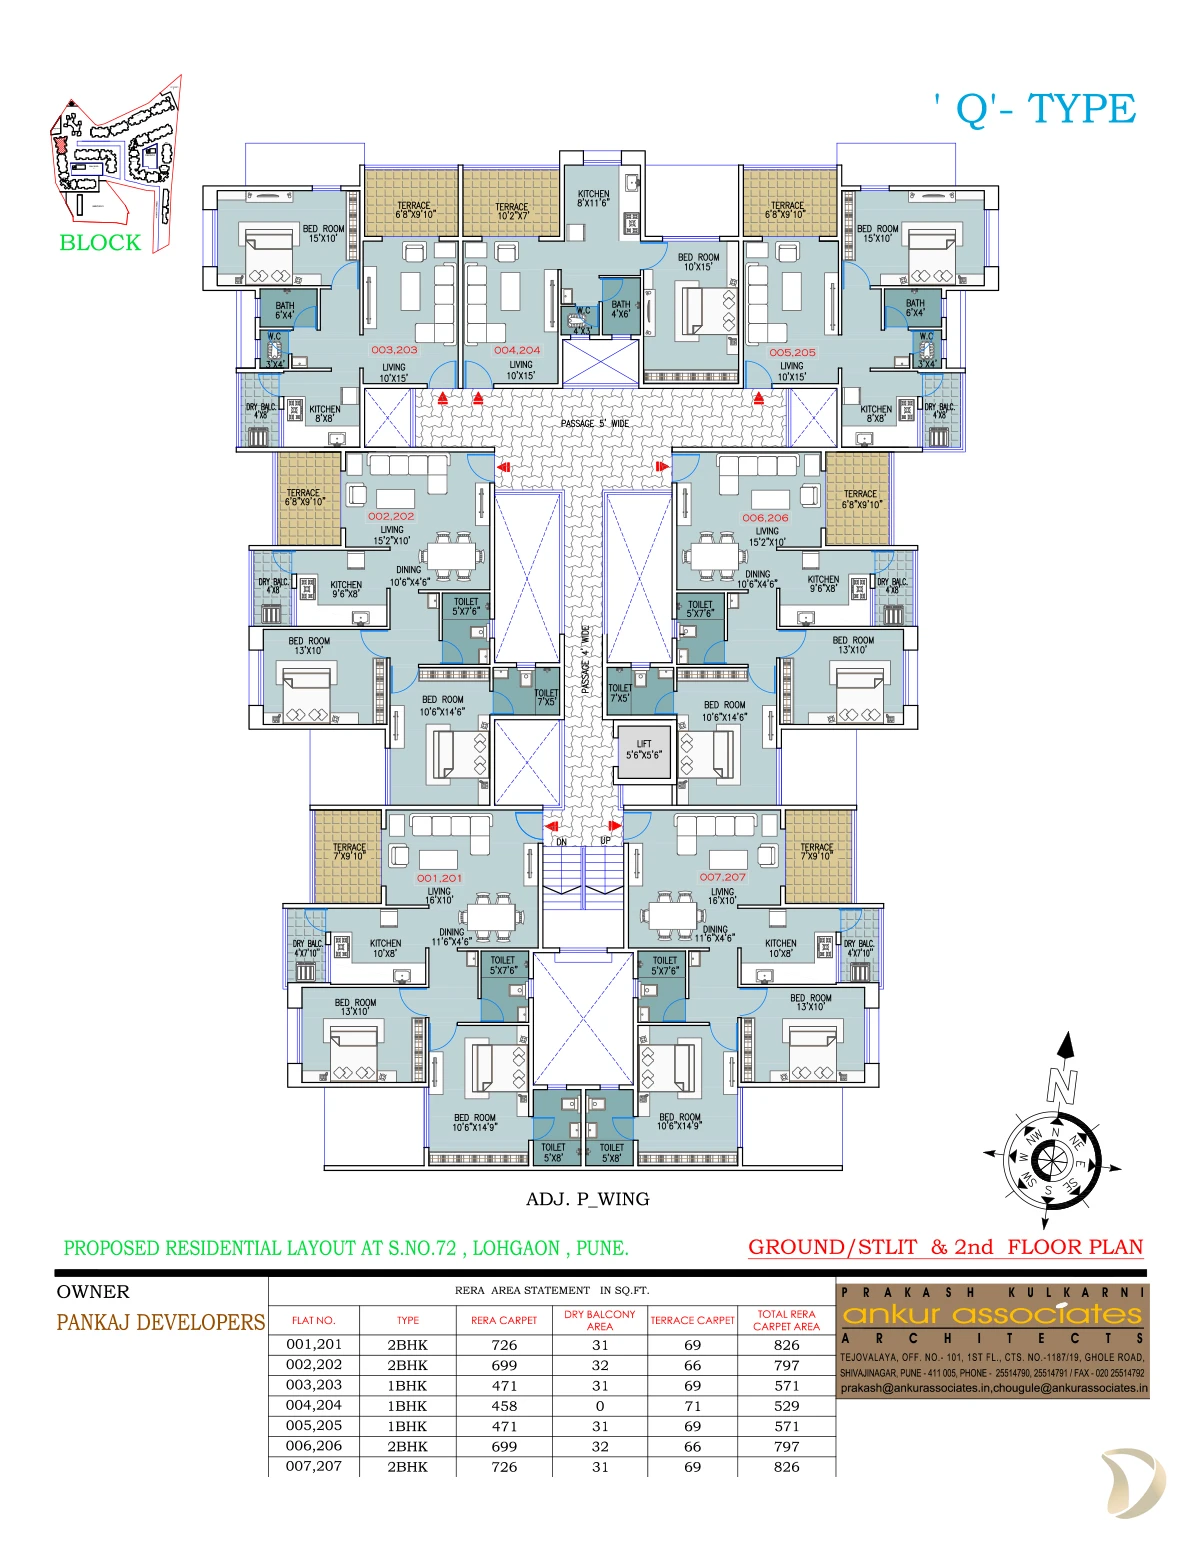 ' Q'- TYPE
BLOCK
TERRACE
6'8"X9'10"
TERRACE
10'2"X7'
KITCHEN
8'X11'6"
TERRACE
6'8"X9'10"
BED ROOM
15'X10'
BED ROOM
10'X15'
BED ROOM
15'X10'
BATH
6'X4'
W.C
3'X4'
W.C
4'X3'
BATH
4'X6'
BATH
6'X4'
W.C
3'X4'
003,203
LIVING
10'X15'
004,204
LIVING
10'X15'
005,205
LIVING
10'X15'
DRY BALC.
4'X8'
KITCHEN
8'X8'
PASSAGE 5' WIDE
KITCHEN
8'X8'
DRY BALC.
4'X8'
TERRACE
6'8"X9'10"
002,202
LIVING
15'2"X10'
006,206
LIVING
15'2"X10'
TERRACE
6'8"X9'10"
DRY BALC.
4'X8'
KITCHEN
9'6"X8'
DINING
10'6"X4'6"
DINING
10'6"X4'6"
KITCHEN
9'6"X8'
DRY BALC.
4'X8'
TOILET
5'X7'6"
TOILET
5'X7'6"
BED ROOM
13'X10'
PASSAGE 4' WIDE
BED ROOM
13'X10'
BED ROOM
10'6"X14'6"
TOILET
7'X5'
TOILET
7'X5'
BED ROOM
10'6"X14'6"
LIFT
5'6"X5'6"
TERRACE
7'X9'10"
DN
UP
TERRACE
7'X9'10"
001,201
LIVING
16'X10'
007,207
LIVING
16'X10'
DRY BALC.
4'X7'10"
KITCHEN
10'X8'
DINING
11'6"X4'6"
DINING
11'6"X4'6"
KITCHEN
10'X8'
DRY BALC.
4'X7'10"
TOILET
5'X7'6"
TOILET
5'X7'6"
BED ROOM
13'X10'
BED ROOM
13'X10'
BED ROOM
10'6"X14'9"
TOILET
5'X8'
TOILET
5'X8'
BED ROOM
10'6"X14'9"
N
N
NE
E
SE
S
SW
W
NW
ADJ. P_WING
PROPOSED RESIDENTIAL LAYOUT AT S.NO.72 , LOHGAON , PUNE.
GROUND/STLIT & 2nd FLOOR PLAN
OWNER
PANKAJ DEVELOPERS
RERA AREA STATEMENT IN SQ.FT.
FLAT NO. TYPE RERA CARPET DRY BALCONY AREA TERRACE CARPET TOTAL RERA CARPET AREA
001,201 2BHK 726 31 69 826
002,202 2BHK 699 32 66 797
003,203 1BHK 471 31 69 571
004,204 1BHK 458 0 71 529
005,205 1BHK 471 31 69 571
006,206 2BHK 699 32 66 797
007,207 2BHK 726 31 69 826
PRAKASH KULKARNI
ankur associates
ARCHITECTS
TEJOVALAYA, OFF. NO.- 101, 1ST FL., CTS. NO.-1187/19, GHOLE ROAD,
SHIVAJINAGAR, PUNE - 411 005, PHONE - 25514790, 25514791 / FAX - 020 25514792
prakash@ankurassociates.in,chougule@ankurassociates.in